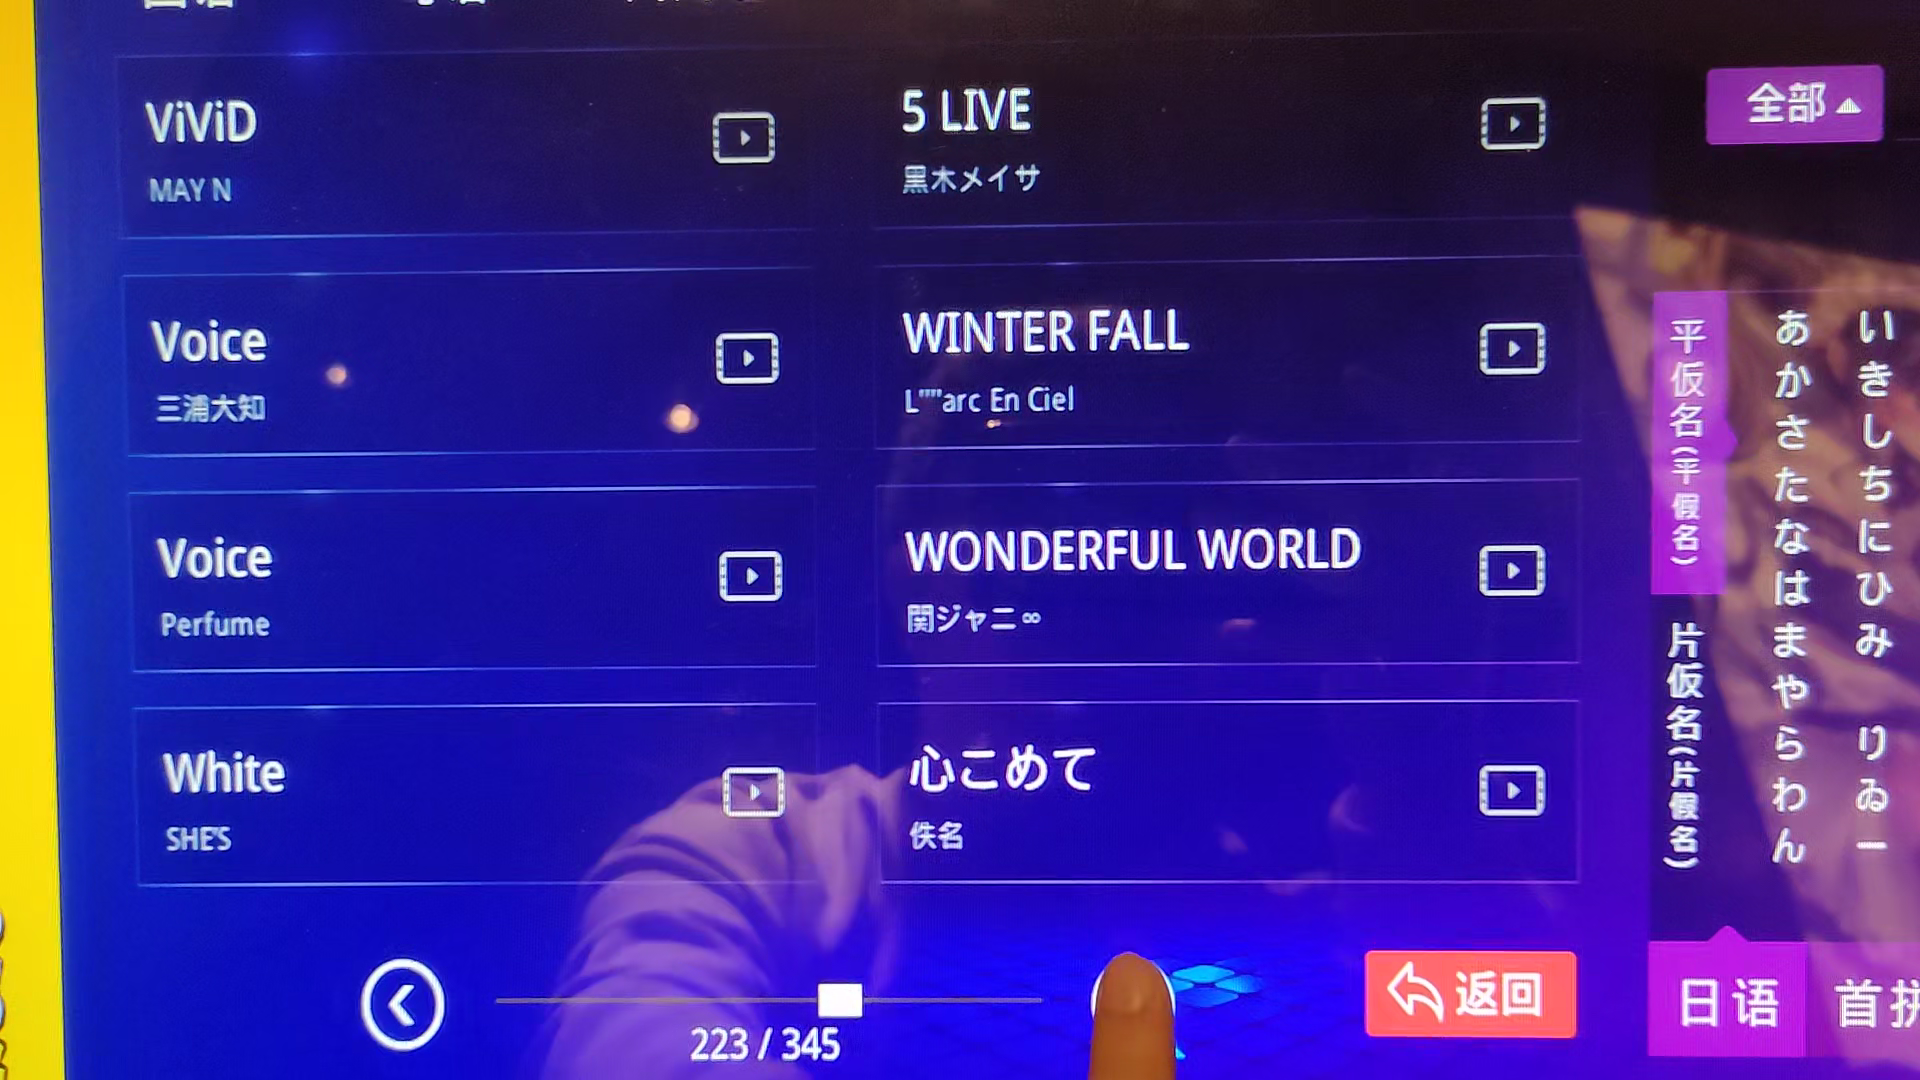 ViViD
MAY N
5 LIVE
黒木メイサ
全部
Voice
三浦大知
WINTER FALL
L""arc En Ciel
Voice
Perfume
WONDERFUL WORLD
関ジャニ∞
White
SHE'S
心こめて
佚名
平仮名(平假名)
片仮名(片假名)
あかさたなはまやらわん
いきしちにひみ りゐー
223 / 345
返回
日语
首拼